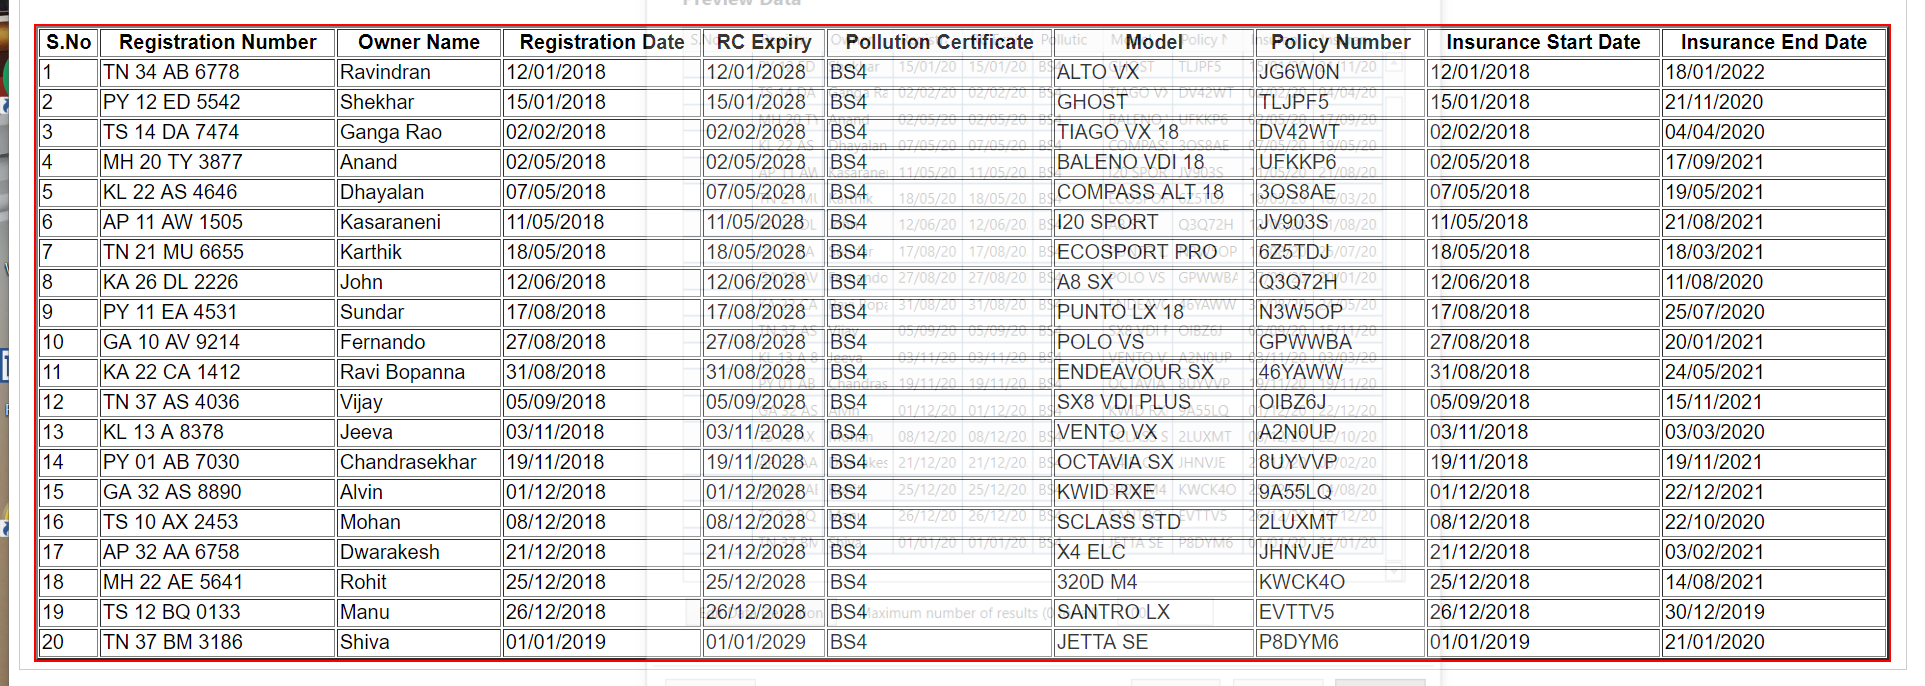 Preview Data
S.No Registration Number Owner Name Registration Date RC Expiry Pollution Certificate Model Policy Number Insurance Start Date Insurance End Date
1 TN 34 AB 6778 Ravindran 12/01/2018 12/01/2028 BS4 ALTO VX JG6W0N 12/01/2018 18/01/2022
2 PY 12 ED 5542 Shekhar 15/01/2018 15/01/2028 BS4 GHOST TLJPF5 15/01/2018 21/11/2020
3 TS 14 DA 7474 Ganga Rao 02/02/2018 02/02/2028 BS4 TIAGO VX 18 DV42WT 02/02/2018 04/04/2020
4 MH 20 TY 3877 Anand 02/05/2018 02/05/2028 BS4 BALENO VDI 18 UFKKP6 02/05/2018 17/09/2021
5 KL 22 AS 4646 Dhayalan 07/05/2018 07/05/2028 BS4 COMPASS ALT 18 3OS8AE 07/05/2018 19/05/2021
6 AP 11 AW 1505 Kasaraneni 11/05/2018 11/05/2028 BS4 I20 SPORT JV903S 11/05/2018 21/08/2021
7 TN 21 MU 6655 Karthik 18/05/2018 18/05/2028 BS4 ECOSPORT PRO 6Z5TDJ 18/05/2018 18/03/2021
8 KA 26 DL 2226 John 12/06/2018 12/06/2028 BS4 A8 SX Q3Q72H 12/06/2018 11/08/2020
9 PY 11 EA 4531 Sundar 17/08/2018 17/08/2028 BS4 PUNTO LX 18 N3W5OP 17/08/2018 25/07/2020
10 GA 10 AV 9214 Fernando 27/08/2018 27/08/2028 BS4 POLO VS GPWWBA 27/08/2018 20/01/2021
11 KA 22 CA 1412 Ravi Bopanna 31/08/2018 31/08/2028 BS4 ENDEAVOUR SX 46YAWW 31/08/2018 24/05/2021
12 TN 37 AS 4036 Vijay 05/09/2018 05/09/2028 BS4 SX8 VDI PLUS OIBZ6J 05/09/2018 15/11/2021
13 KL 13 A 8378 Jeeva 03/11/2018 03/11/2028 BS4 VENTO VX A2N0UP 03/11/2018 03/03/2020
14 PY 01 AB 7030 Chandrasekhar 19/11/2018 19/11/2028 BS4 OCTAVIA SX 8UYVVP 19/11/2018 19/11/2021
15 GA 32 AS 8890 Alvin 01/12/2018 01/12/2028 BS4 KWID RXE 9A55LQ 01/12/2018 22/12/2021
16 TS 10 AX 2453 Mohan 08/12/2018 08/12/2028 BS4 SCLASS STD 2LUXMT 08/12/2018 22/10/2020
17 AP 32 AA 6758 Dwarakesh 21/12/2018 21/12/2028 BS4 X4 ELC JHNVJE 21/12/2018 03/02/2021
18 MH 22 AE 5641 Rohit 25/12/2018 25/12/2028 BS4 320D M4 KWCK4O 25/12/2018 14/08/2021
19 TS 12 BQ 0133 Manu 26/12/2018 26/12/2028 BS4 SANTRO LX EVTTV5 26/12/2018 30/12/2019
Maximum number of results
20 TN 37 BM 3186 Shiva 01/01/2019 01/01/2029 BS4 JETTA SE P8DYM6 01/01/2019 21/01/2020